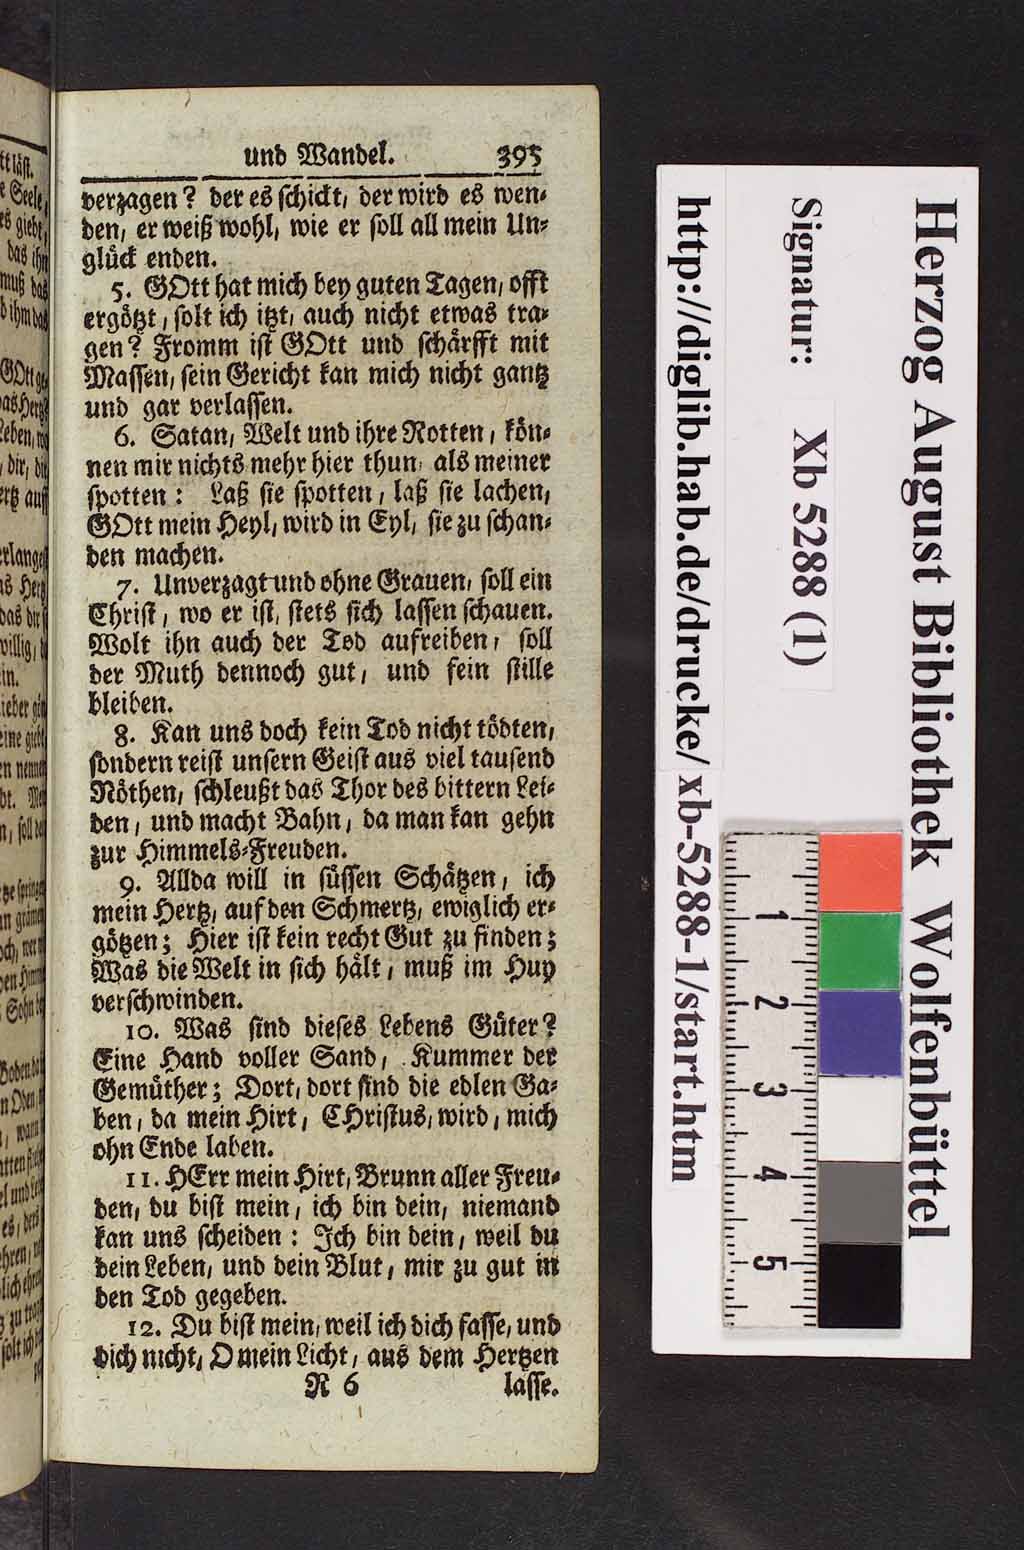 und Wandel. 395
verzagen? der es schickt, der wird es wen-
den, er weiß wohl, wie er soll all mein Un-
glück enden.
5. GOtt hat mich bey guten Tagen, offt
ergötzt, solt ich itzt, auch nicht etwas tra-
gen? Fromm ist GOtt und schärfft mit
Massen, sein Gericht kan mich nicht gantz
und gar verlassen.
6. Satan, Welt und ihre Rotten, kön-
nen mir nichts mehr hier thun, als meiner
spotten: Laß sie spotten, laß sie lachen,
GOtt mein Heyl, wird in Eyl, sie zu schan-
den machen.
7. Unverzagt und ohne Grauen, soll ein
Christ, wo er ist, stets sich lassen schauen.
Wolt ihn auch der Tod aufreiben, soll
der Muth dennoch gut, und fein stille
bleiben.
8. Kan uns doch kein Tod nicht tödten,
sondern reist unsern Geist aus viel tausend
Nöthen, schleußt das Thor des bittern Lei-
den, und macht Bahn, da man kan gehn
zur Himmels-Freuden.
9. Allda will in süssen Schätzen, ich
mein Hertz, auf den Schmertz, ewiglich er-
götzen; Hier ist kein recht Gut zu finden;
Was die Welt in sich hält, muß im Huy
verschwinden.
10. Was sind dieses Lebens Güter?
Eine Hand voller Sand, Kummer der
Gemüther; Dort, dort sind die edlen Ga-
ben, da mein Hirt, CHristus, wird, mich
ohn Ende laben.
11. HErr mein Hirt, Brunn aller Freu-
den, du bist mein, ich bin dein, niemand
kan uns scheiden: Ich bin dein, weil du
dein Leben, und dein Blut, mir zu gut in
den Tod gegeben.
12. Du bist mein, weil ich dich fasse, und
dich nicht, O mein Licht, aus dem Hertzen
R 6 lasse.
Herzog August Bibliothek Wolfenbüttel
Signatur: Xb 5288 (1)
http://diglib.hab.de/drucke/xb-5288-1/start.htm
1
2
3
4
5